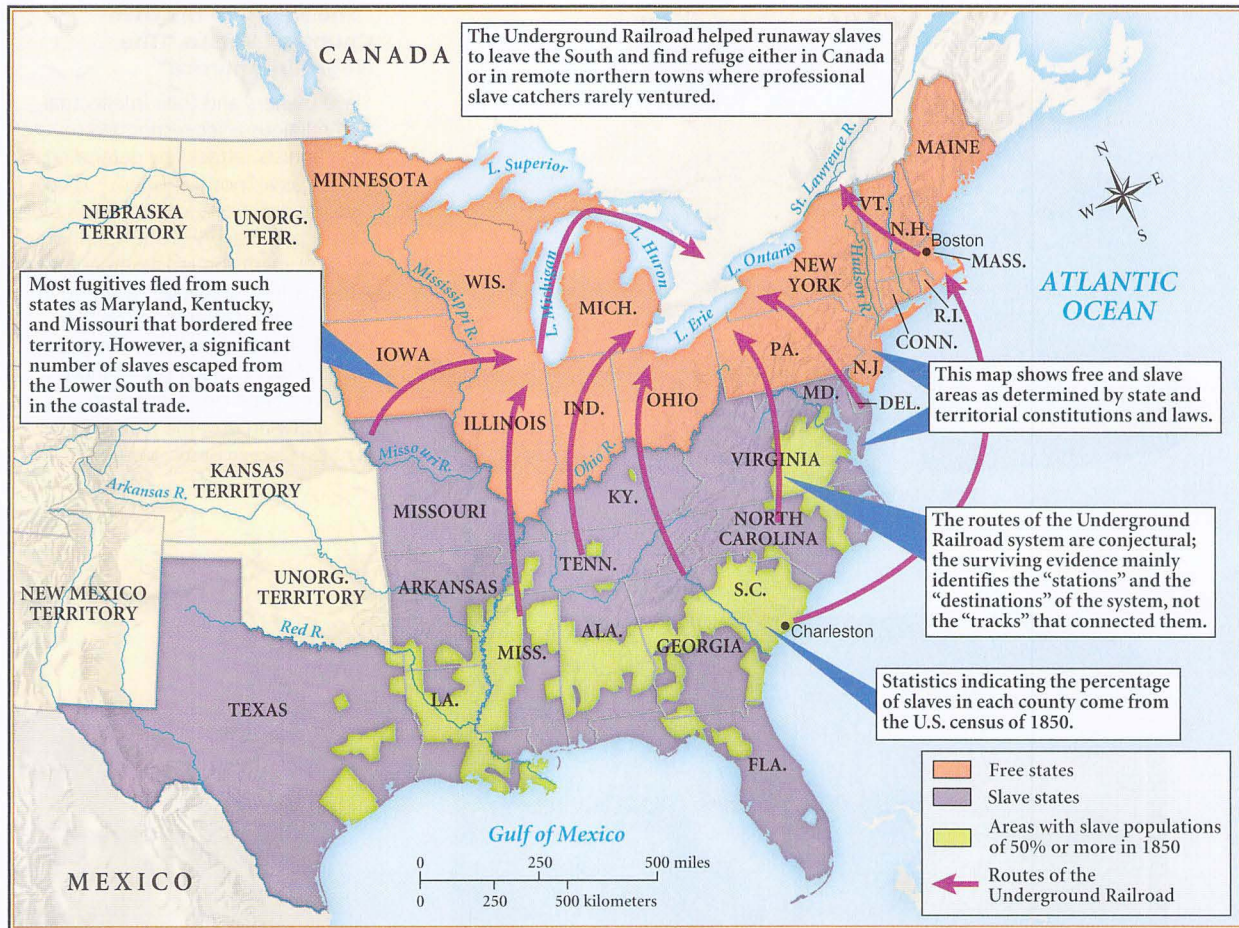 The Underground Railroad helped runaway slaves
to leave the South and find refuge either in Canada
or in remote northern towns where professional
slave catchers rarely ventured.
CANADA
L. Superior
St. Lawrence R.
MAINE
MINNESOTA
VT.
N.H.
Boston
MASS.
N
E
W
S
NEBRASKA
TERRITORY
UNORG.
TERR.
L. Huron
L. Ontario
NEW
YORK
Hudson R.
R.I.
CONN.
ATLANTIC
OCEAN
Most fugitives fled from such
states as Maryland, Kentucky,
and Missouri that bordered free
territory. However, a significant
number of slaves escaped from
the Lower South on boats engaged
in the coastal trade.
WIS.
Mississippi R.
L. Michigan
MICH.
L. Erie
IOWA
PA.
N.J.
ILLINOIS
IND.
OHIO
MD.
DEL.
This map shows free and slave
areas as determined by state and
territorial constitutions and laws.
Missouri R.
Ohio R.
VIRGINIA
KANSAS
TERRITORY
Arkansas R.
MISSOURI
KY.
NORTH
CAROLINA
The routes of the Underground
Railroad system are conjectural;
the surviving evidence mainly
identifies the “stations” and the
“destinations” of the system, not
the “tracks” that connected them.
TENN.
NEW MEXICO
TERRITORY
UNORG.
TERRITORY
ARKANSAS
S.C.
Charleston
Red R.
MISS.
ALA.
GEORGIA
LA.
TEXAS
Statistics indicating the percentage
of slaves in each county come from
the U.S. census of 1850.
FLA.
Gulf of Mexico
MEXICO
0 250 500 miles
0 250 500 kilometers
Free states
Slave states
Areas with slave populations
of 50% or more in 1850
Routes of the
Underground Railroad